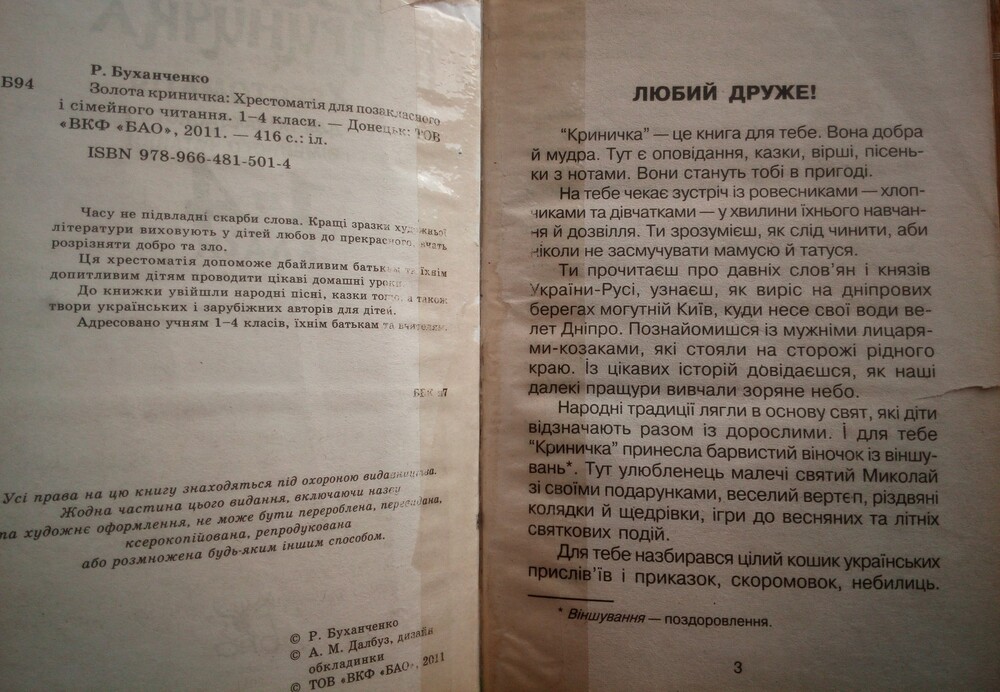 Б94
Р. Буханченко
Золота криничка: Хрестоматія для позакласного
і сімейного читання. 1–4 класи. — Донецьк: ТОВ
«ВКФ «БАО», 2011. — 416 с.: іл.
ISBN 978-966-481-501-4
Часу не підвладні скарби слова. Кращі зразки художньої
літератури виховують у дітей любов до прекрасного, вчать
розрізняти добро та зло.
Ця хрестоматія допоможе дбайливим батькам та їхнім
допитливим дітям проводити цікаві домашні уроки.
До книжки увійшли народні пісні, казки тощо, а також
твори українських і зарубіжних авторів для дітей.
Адресовано учням 1–4 класів, їхнім батькам та вчителям.
ББК
Усі права на цю книгу знаходяться під охороною видавництва.
Жодна частина цього видання, включаючи назву
та художнє оформлення, не може бути перероблена, перевидана,
ксерокопійована, репродукована
або розмножена будь-яким іншим способом.
© Р. Буханченко
© А. М. Далбуз, дизайн
обкладинки
© ТОВ «ВКФ «БАО», 2011
ЛЮБИЙ ДРУЖЕ!
“Криничка” — це книга для тебе. Вона добра
й мудра. Тут є оповідання, казки, вірші, пісень-
ки з нотами. Вони стануть тобі в пригоді.
На тебе чекає зустріч із ровесниками — хлоп-
чиками та дівчатками — у хвилини їхнього навчан-
ня й дозвілля. Ти зрозумієш, як слід чинити, аби
ніколи не засмучувати мамусю й татуся.
Ти прочитаєш про давніх слов’ян і князів
України-Русі, узнаєш, як виріс на дніпрових
берегах могутній Київ, куди несе свої води ве-
лет Дніпро. Познайомишся із мужніми лицаря-
ми-козаками, які стояли на сторожі рідного
краю. Із цікавих історій довідаєшся, як наші
далекі пращури вивчали зоряне небо.
Народні традиції лягли в основу свят, які діти
відзначають разом із дорослими. І для тебе
“Криничка” принесла барвистий віночок із віншу-
вань*. Тут улюбленець малечі святий Миколай
зі своїми подарунками, веселий вертеп, різдвяні
колядки й щедрівки, ігри до весняних та літніх
святкових подій.
Для тебе назбирався цілий кошик українських
прислів’їв і приказок, скоромовок, небилиць.
* Віншування — поздоровлення.
3